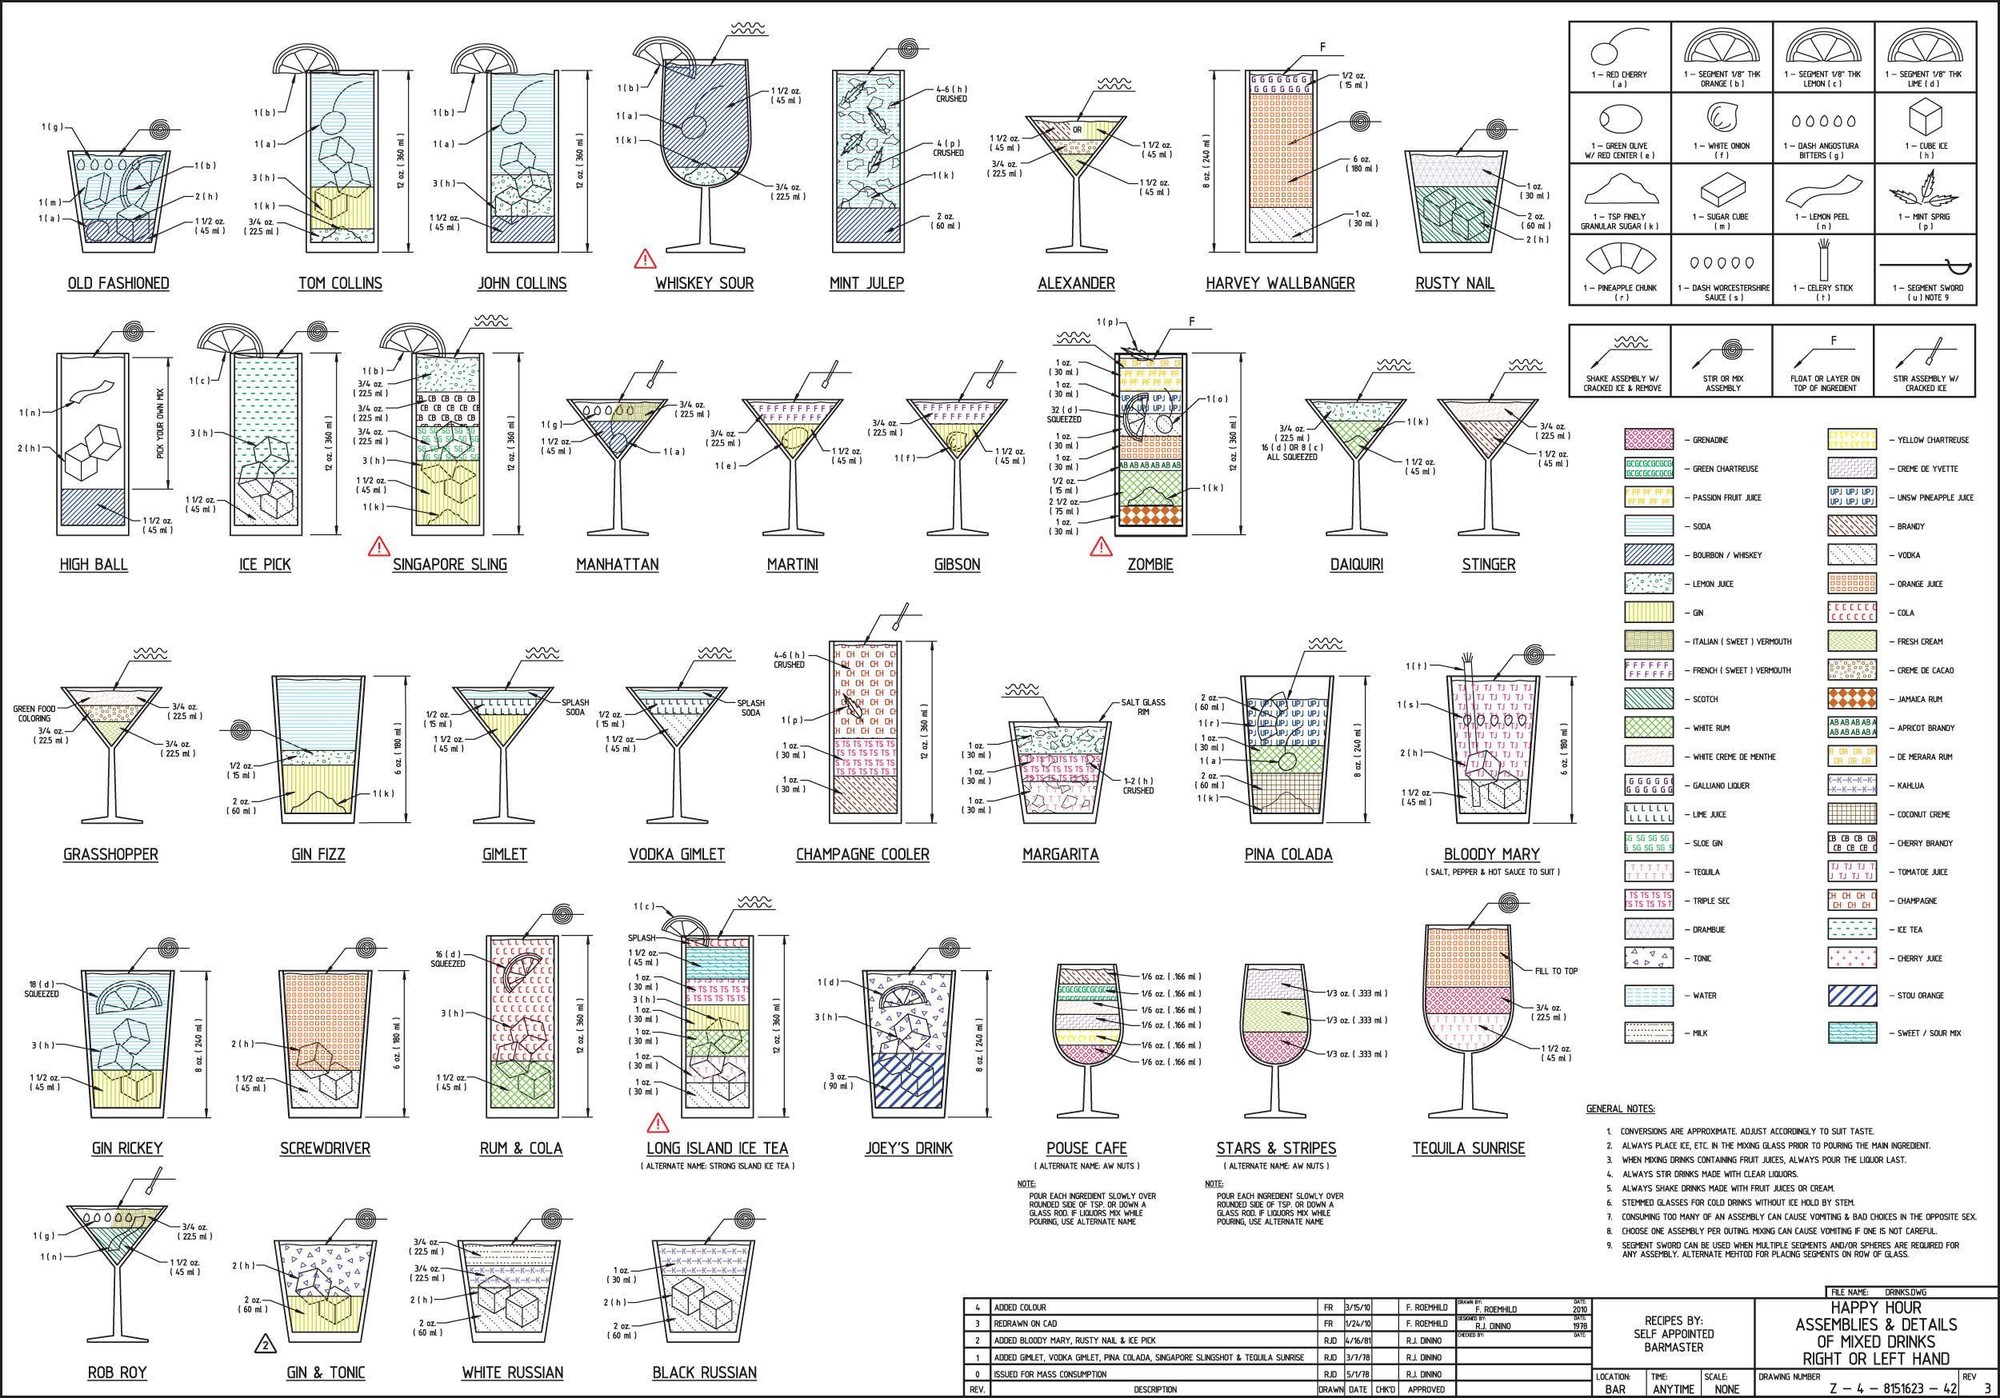 1(g)
1(m)
1(a)
1(b)
2(h)
1 1/2 oz.
(45 ml)
OLD FASHIONED
1(b)
1(a)
3(h)
1(k)
3/4 oz.
(22.5 ml)
12 oz. (360 ml)
TOM COLLINS
1(b)
1(a)
3(h)
1 1/2 oz.
(45 ml)
12 oz. (360 ml)
JOHN COLLINS
1(b)
1(a)
1(k)
1 1/2 oz.
(45 ml)
3/4 oz.
(22.5 ml)
WHISKEY SOUR
4-6(h)
CRUSHED
4(p)
CRUSHED
1(k)
2 oz.
(60 ml)
MINT JULEP
1 1/2 oz.
(45 ml)
3/4 oz.
(22.5 ml)
OR
1 1/2 oz.
(45 ml)
1 1/2 oz.
(45 ml)
ALEXANDER
8 oz. (240 ml)
F
1/2 oz.
(15 ml)
6 oz.
(180 ml)
1 oz.
(30 ml)
HARVEY WALLBANGER
1 oz.
(30 ml)
2 oz.
(60 ml)
2(h)
RUSTY NAIL
1 - RED CHERRY
(a)
1 - SEGMENT 1/8" THK
ORANGE (b)
1 - SEGMENT 1/8" THK
LEMON (c)
1 - SEGMENT 1/8" THK
LIME (d)
1 - GREEN OLIVE
W/ RED CENTER (e)
1 - WHITE ONION
(f)
1 - DASH ANGOSTURA
BITTERS (g)
1 - CUBE ICE
(h)
1 - TSP FINELY
GRANULAR SUGAR (k)
1 - SUGAR CUBE
(m)
1 - LEMON PEEL
(n)
1 - MINT SPRIG
(p)
1 - PINEAPPLE CHUNK
(r)
1 - DASH WORCESTERSHIRE
SAUCE (s)
1 - CELERY STICK
(t)
1 - SEGMENT SWORD
(u) NOTE 9
SHAKE ASSEMBLY W/
CRACKED ICE & REMOVE
STIR OR MIX
ASSEMBLY
F
FLOAT OR LAYER ON
TOP OF INGREDIENT
STIR ASSEMBLY W/
CRACKED ICE
1(n)
2(h)
PICK YOUR OWN MIX
1 1/2 oz.
(45 ml)
HIGH BALL
1(c)
3(h)
1 1/2 oz.
(45 ml)
12 oz. (360 ml)
ICE PICK
1(b)
3/4 oz.
(22.5 ml)
3/4 oz.
(22.5 ml)
3/4 oz.
(22.5 ml)
3(h)
1 1/2 oz.
(45 ml)
1(k)
12 oz. (360 ml)
SINGAPORE SLING
1(g)
1 1/2 oz.
(45 ml)
3/4 oz.
(22.5 ml)
1(a)
MANHATTAN
3/4 oz.
(22.5 ml)
1(e)
1 1/2 oz.
(45 ml)
MARTINI
3/4 oz.
(22.5 ml)
1(f)
1 1/2 oz.
(45 ml)
GIBSON
1(p)
F
1 oz.
(30 ml)
1 oz.
(30 ml)
32(d)
SQUEEZED
1 oz.
(30 ml)
1 oz.
(30 ml)
1/2 oz.
(15 ml)
2 1/2 oz.
(75 ml)
1 oz.
(30 ml)
1(o)
1(k)
12 oz. (360 ml)
ZOMBIE
3/4 oz.
(22.5 ml)
16(d) OR 8(c)
ALL SQUEEZED
1(k)
1 1/2 oz.
(45 ml)
DAIQUIRI
3/4 oz.
(22.5 ml)
1 1/2 oz.
(45 ml)
STINGER
- GRENADINE
- YELLOW CHARTREUSE
- GREEN CHARTREUSE
- CREME DE YVETTE
- PASSION FRUIT JUICE
- UNSW PINEAPPLE JUICE
- SODA
- BRANDY
- BOURBON / WHISKEY
- VODKA
- LEMON JUICE
- ORANGE JUICE
- GIN
- COLA
- ITALIAN (SWEET) VERMOUTH
- FRESH CREAM
- FRENCH (SWEET) VERMOUTH
- CREME DE CACAO
- SCOTCH
- JAMAICA RUM
- WHITE RUM
- APRICOT BRANDY
- WHITE CREME DE MENTHE
- DE MERARA RUM
- GALLIANO LIQUER
- KAHLUA
- LIME JUICE
- COCONUT CREME
- SLOE GIN
- CHERRY BRANDY
- TEQUILA
- TOMATOE JUICE
- TRIPLE SEC
- CHAMPAGNE
- DRAMBUIE
- ICE TEA
- TONIC
- CHERRY JUICE
- WATER
- STOU ORANGE
- MILK
- SWEET / SOUR MIX
GREEN FOOD
COLORING
3/4 oz.
(22.5 ml)
3/4 oz.
(22.5 ml)
3/4 oz.
(22.5 ml)
GRASSHOPPER
1/2 oz.
(15 ml)
2 oz.
(60 ml)
1(k)
6 oz. (180 ml)
GIN FIZZ
1/2 oz.
(15 ml)
1 1/2 oz.
(45 ml)
SPLASH
SODA
GIMLET
1/2 oz.
(15 ml)
1 1/2 oz.
(45 ml)
SPLASH
SODA
VODKA GIMLET
4-6(h)
CRUSHED
1(p)
1 oz.
(30 ml)
1 oz.
(30 ml)
12 oz. (360 ml)
CHAMPAGNE COOLER
SALT GLASS
RIM
1 oz.
(30 ml)
1 oz.
(30 ml)
1 oz.
(30 ml)
1-2(h)
CRUSHED
MARGARITA
2 oz.
(60 ml)
1(r)
1 oz.
(30 ml)
1(a)
2 oz.
(60 ml)
1(k)
8 oz. (240 ml)
PINA COLADA
1(t)
1(s)
2(h)
1 1/2 oz.
(45 ml)
6 oz. (180 ml)
BLOODY MARY
(SALT, PEPPER & HOT SAUCE TO SUIT)
18(d)
SQUEEZED
3(h)
1 1/2 oz.
(45 ml)
8 oz. (240 ml)
GIN RICKEY
2(h)
1 1/2 oz.
(45 ml)
6 oz. (180 ml)
SCREWDRIVER
16(d)
SQUEEZED
3(h)
1 1/2 oz.
(45 ml)
12 oz. (360 ml)
RUM & COLA
1(c)
SPLASH
1 1/2 oz.
(45 ml)
1 oz.
(30 ml)
3(h)
1 oz.
(30 ml)
1 oz.
(30 ml)
1 oz.
(30 ml)
1 oz.
(30 ml)
12 oz. (360 ml)
LONG ISLAND ICE TEA
(ALTERNATE NAME: STRONG ISLAND ICE TEA)
1(d)
3(h)
3 oz.
(90 ml)
8 oz. (240 ml)
JOEY'S DRINK
1/6 oz. (.166 ml)
1/6 oz. (.166 ml)
1/6 oz. (.166 ml)
1/6 oz. (.166 ml)
1/6 oz. (.166 ml)
1/6 oz. (.166 ml)
POUSE CAFE
(ALTERNATE NAME: AW NUTS)
NOTE:
POUR EACH INGREDIENT SLOWLY OVER
ROUNDED SIDE OF TSP. OR DOWN A
GLASS ROD. IF LIQUORS MIX WHILE
POURING, USE ALTERNATE NAME
1/3 oz. (.333 ml)
1/3 oz. (.333 ml)
1/3 oz. (.333 ml)
STARS & STRIPES
(ALTERNATE NAME: AW NUTS)
NOTE:
POUR EACH INGREDIENT SLOWLY OVER
ROUNDED SIDE OF TSP. OR DOWN A
GLASS ROD. IF LIQUORS MIX WHILE
POURING, USE ALTERNATE NAME
FILL TO TOP
3/4 oz.
(22.5 ml)
1 1/2 oz.
(45 ml)
TEQUILA SUNRISE
GENERAL NOTES:
1. CONVERSIONS ARE APPROXIMATE. ADJUST ACCORDINGLY TO SUIT TASTE.
2. ALWAYS PLACE ICE, ETC. IN THE MIXING GLASS PRIOR TO POURING THE MAIN INGREDIENT.
3. WHEN MIXING DRINKS CONTAINING FRUIT JUICES, ALWAYS POUR THE LIQUOR LAST.
4. ALWAYS STIR DRINKS MADE WITH CLEAR LIQUORS.
5. ALWAYS SHAKE DRINKS MADE WITH FRUIT JUICES OR CREAM.
6. STEMMED GLASSES FOR COLD DRINKS WITHOUT ICE HOLD BY STEM.
7. CONSUMING TOO MANY OF AN ASSEMBLY CAN CAUSE VOMITING & BAD CHOICES IN THE OPPOSITE SEX.
8. CHOOSE ONE ASSEMBLY PER OUTING. MIXING CAN CAUSE VOMITING IF ONE IS NOT CAREFUL.
9. SEGMENT SWORD CAN BE USED WHEN MULTIPLE SEGMENTS AND/OR SPHERES ARE REQUIRED FOR
ANY ASSEMBLY. ALTERNATE MEHTOD FOR PLACING SEGMENTS ON ROW OF GLASS.
1(g)
1(n)
3/4 oz.
(22.5 ml)
1 1/2 oz.
(45 ml)
ROB ROY
2(h)
2 oz.
(60 ml)
2
GIN & TONIC
3/4 oz.
(22.5 ml)
3/4 oz.
(22.5 ml)
2(h)
2 oz.
(60 ml)
WHITE RUSSIAN
1 oz.
(30 ml)
2(h)
2 oz.
(60 ml)
BLACK RUSSIAN
4 ADDED COLOUR FR 3/15/10 F. ROEMHILD
3 REDRAWN ON CAD FR 1/24/10 F. ROEMHILD
2 ADDED BLOODY MARY, RUSTY NAIL & ICE PICK RJD 4/16/81 R.J. DININO
1 ADDED GIMLET, VODKA GIMLET, PINA COLADA, SINGAPORE SLINGSHOT & TEQUILA SUNRISE RJD 3/7/78 R.J. DININO
0 ISSUED FOR MASS CONSUMPTION RJD 5/1/78 R.J. DININO
REV. DESCRIPTION DRAWN DATE CHK'D APPROVED
DRAWN BY: F. ROEMHILD DATE: 2010
DESIGNED BY: R.J. DININO DATE: 1978
CHECKED BY: DATE:
RECIPES BY:
SELF APPOINTED
BARMASTER
LOCATION: BAR
TIME: ANYTIME
SCALE: NONE
FILE NAME: DRINKS.DWG
HAPPY HOUR
ASSEMBLIES & DETAILS
OF MIXED DRINKS
RIGHT OR LEFT HAND
DRAWING NUMBER REV
Z - 4 - 8151623 - 42 3